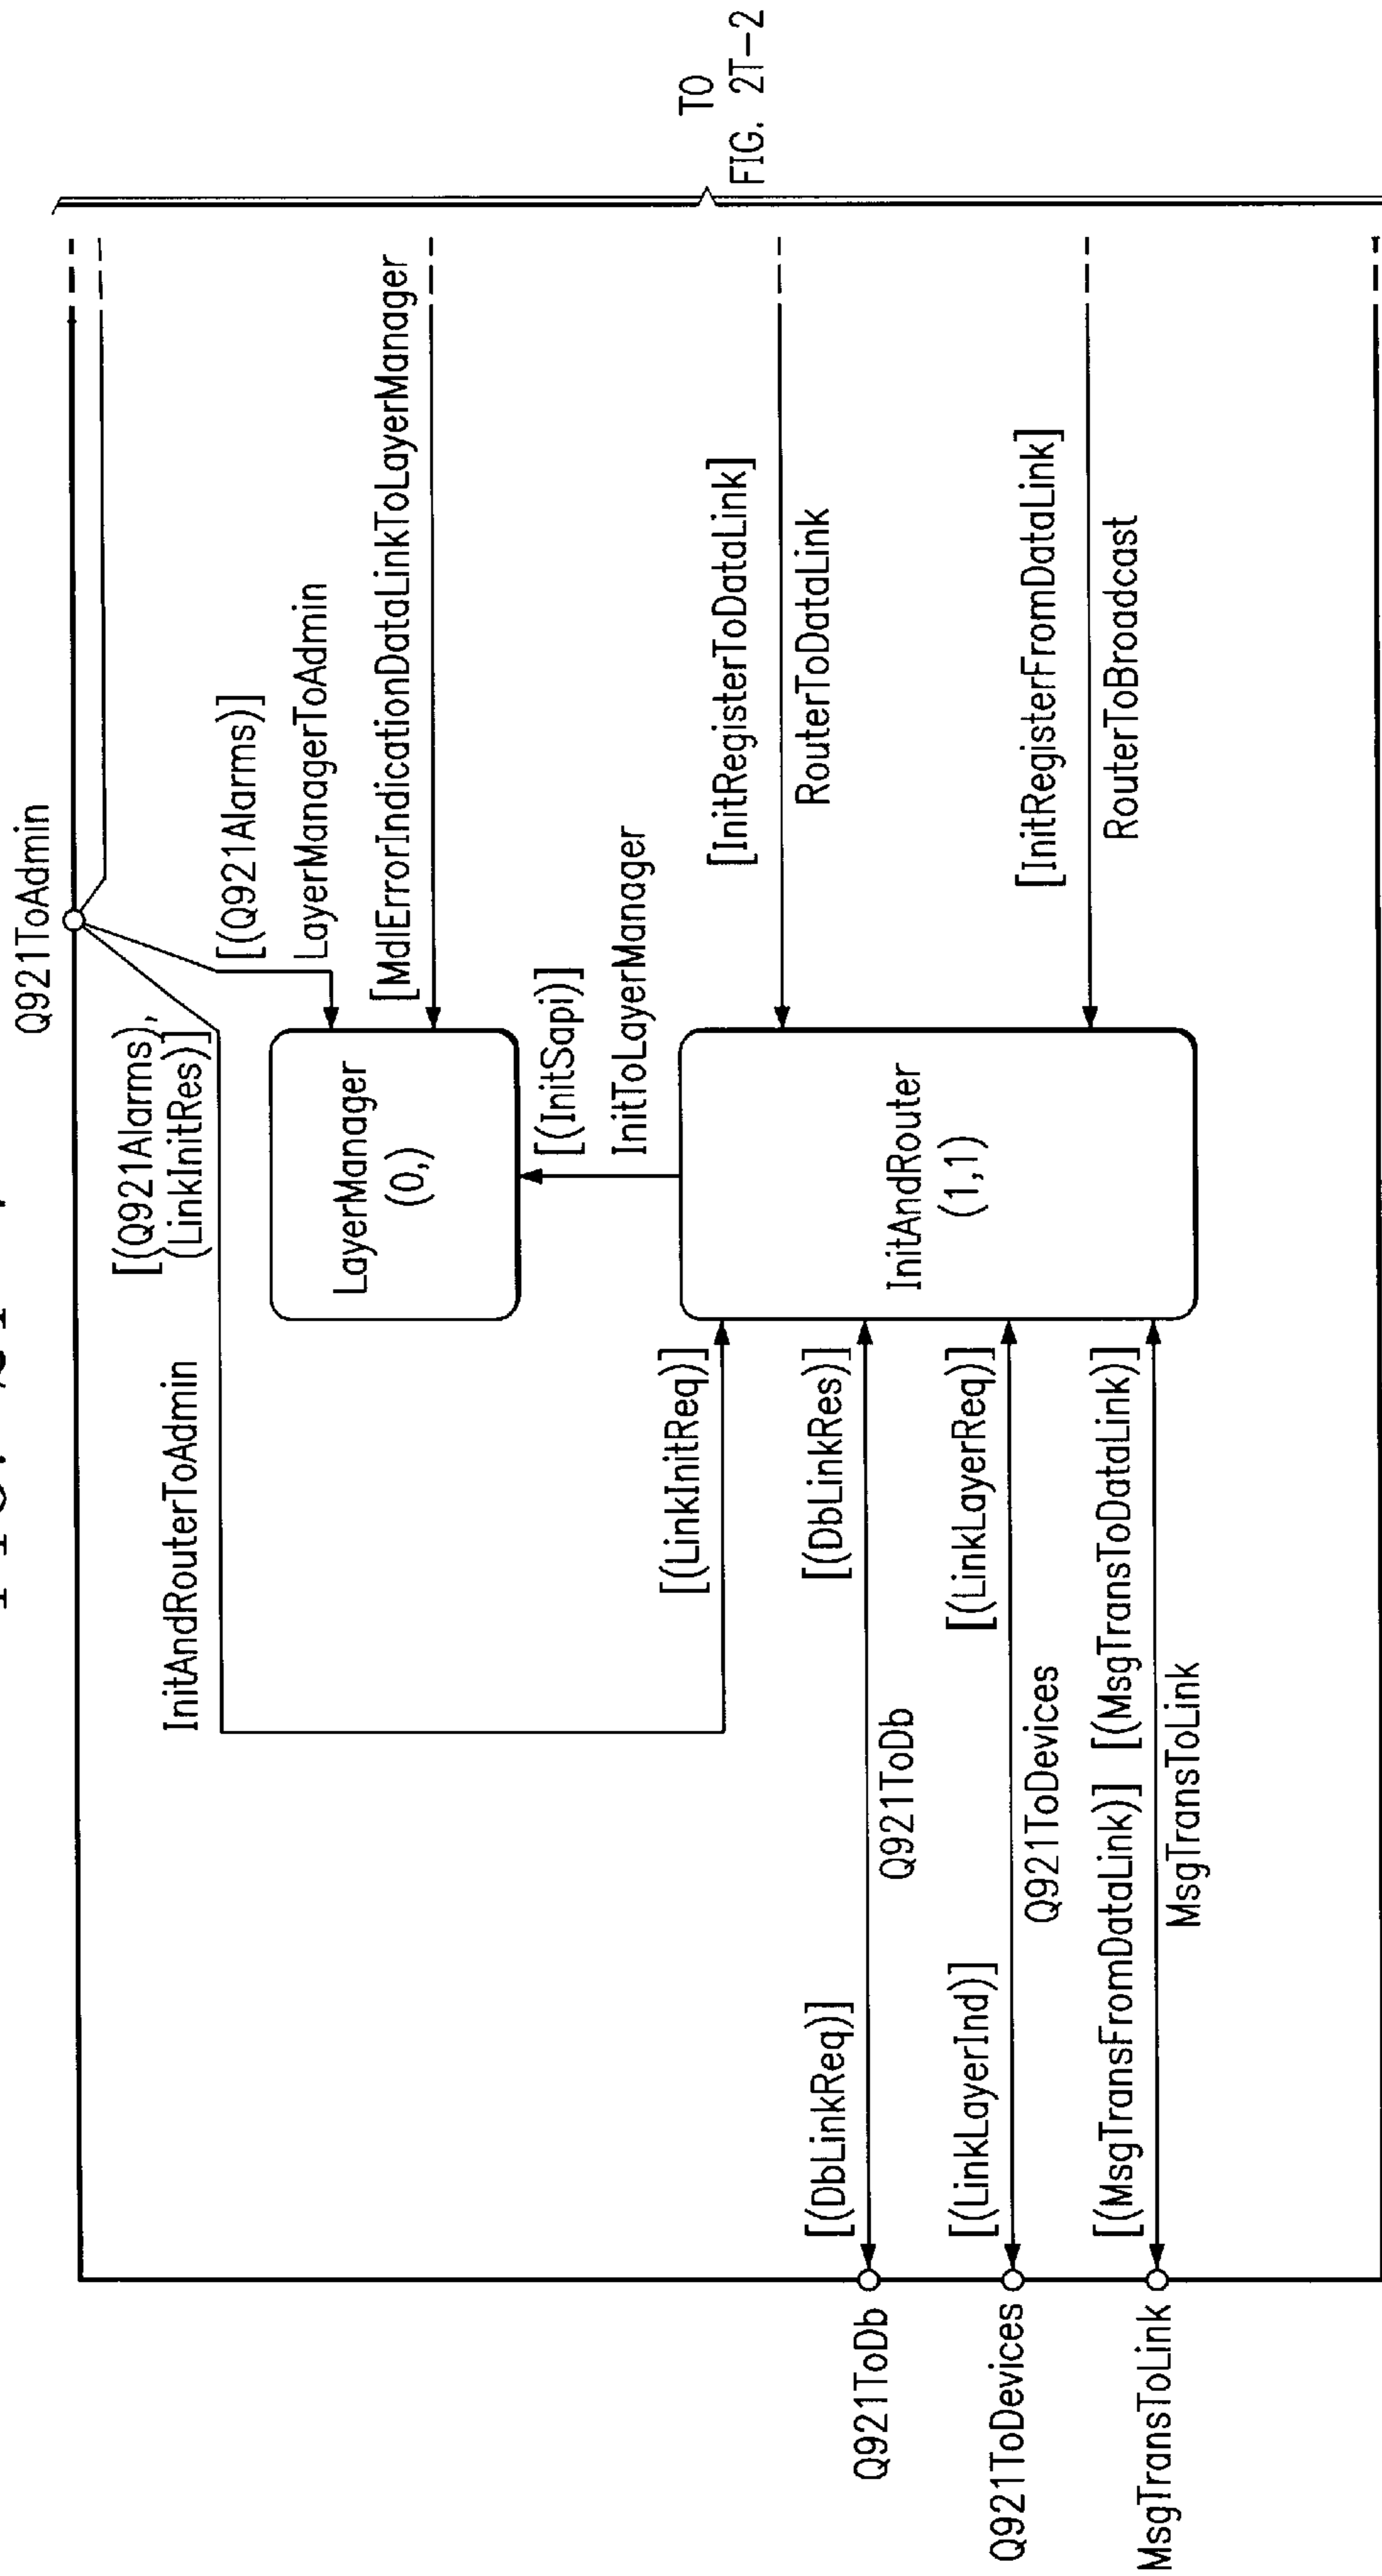 Q921ToAdmin
[(Q921Alarms),
(LinkInitRes)]
InitAndRouterToAdmin
[(Q921Alarms)]
LayerManagerToAdmin
LayerManager
(0,)
[MdlErrorIndicationDataLinkToLayerManager
[(InitSapi)]
InitToLayerManager
TO
FIG. 2T-2
[(LinkInitReq)]
[InitRegisterToDataLink]
RouterToDataLink
[(DbLinkReq)]
[(DbLinkRes)]
Q921ToDb
Q921ToDb
InitAndRouter
(1,1)
[(LinkLayerInd)]
[(LinkLayerReq)]
Q921ToDevices
Q921ToDevices
[InitRegisterFromDataLink]
RouterToBroadcast
[(MsgTransFromDataLink)]
[(MsgTransToDataLink)]
MsgTransToLink
MsgTransToLink